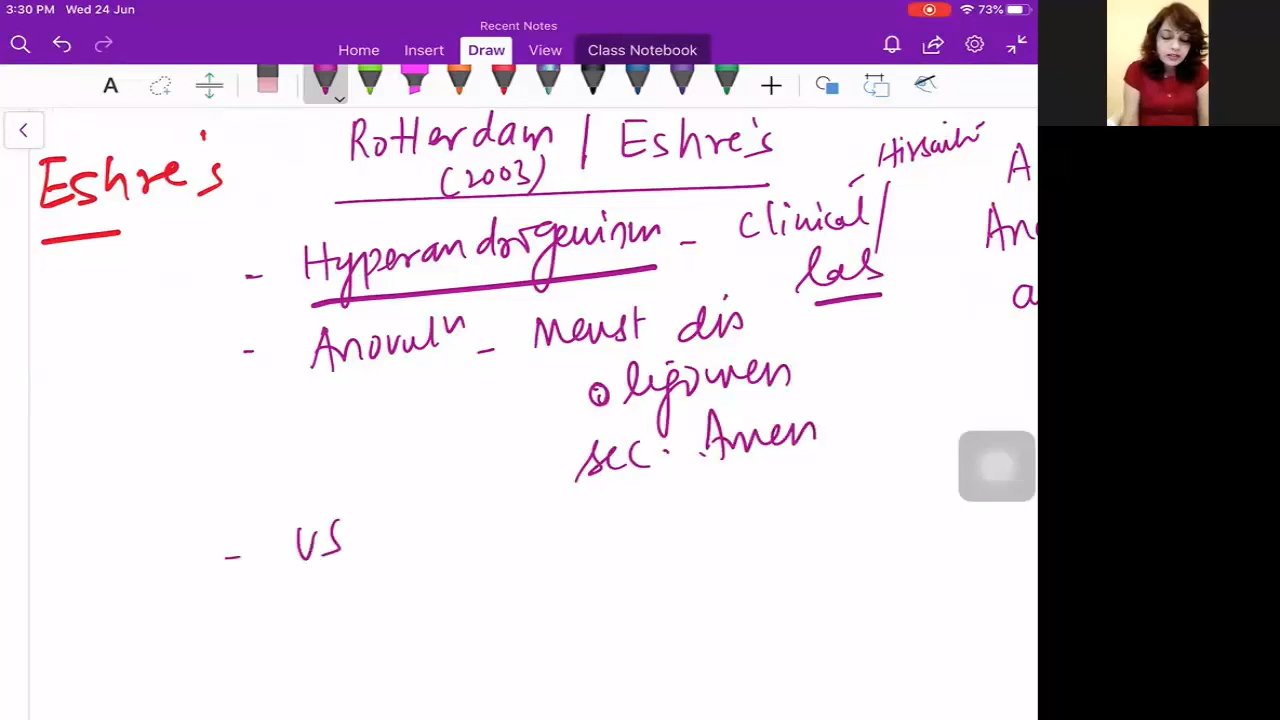 3:30 PM Wed 24 Jun
73%
Recent Notes
Home Insert Draw View Class Notebook
A
Eshre's
Rotterdam / Eshre's
(2003)
- Hyperandrogenism - Clinical/
lab
A
An
a
- Anovulⁿ - Menst dis
oligomen
sec. Amen
- US